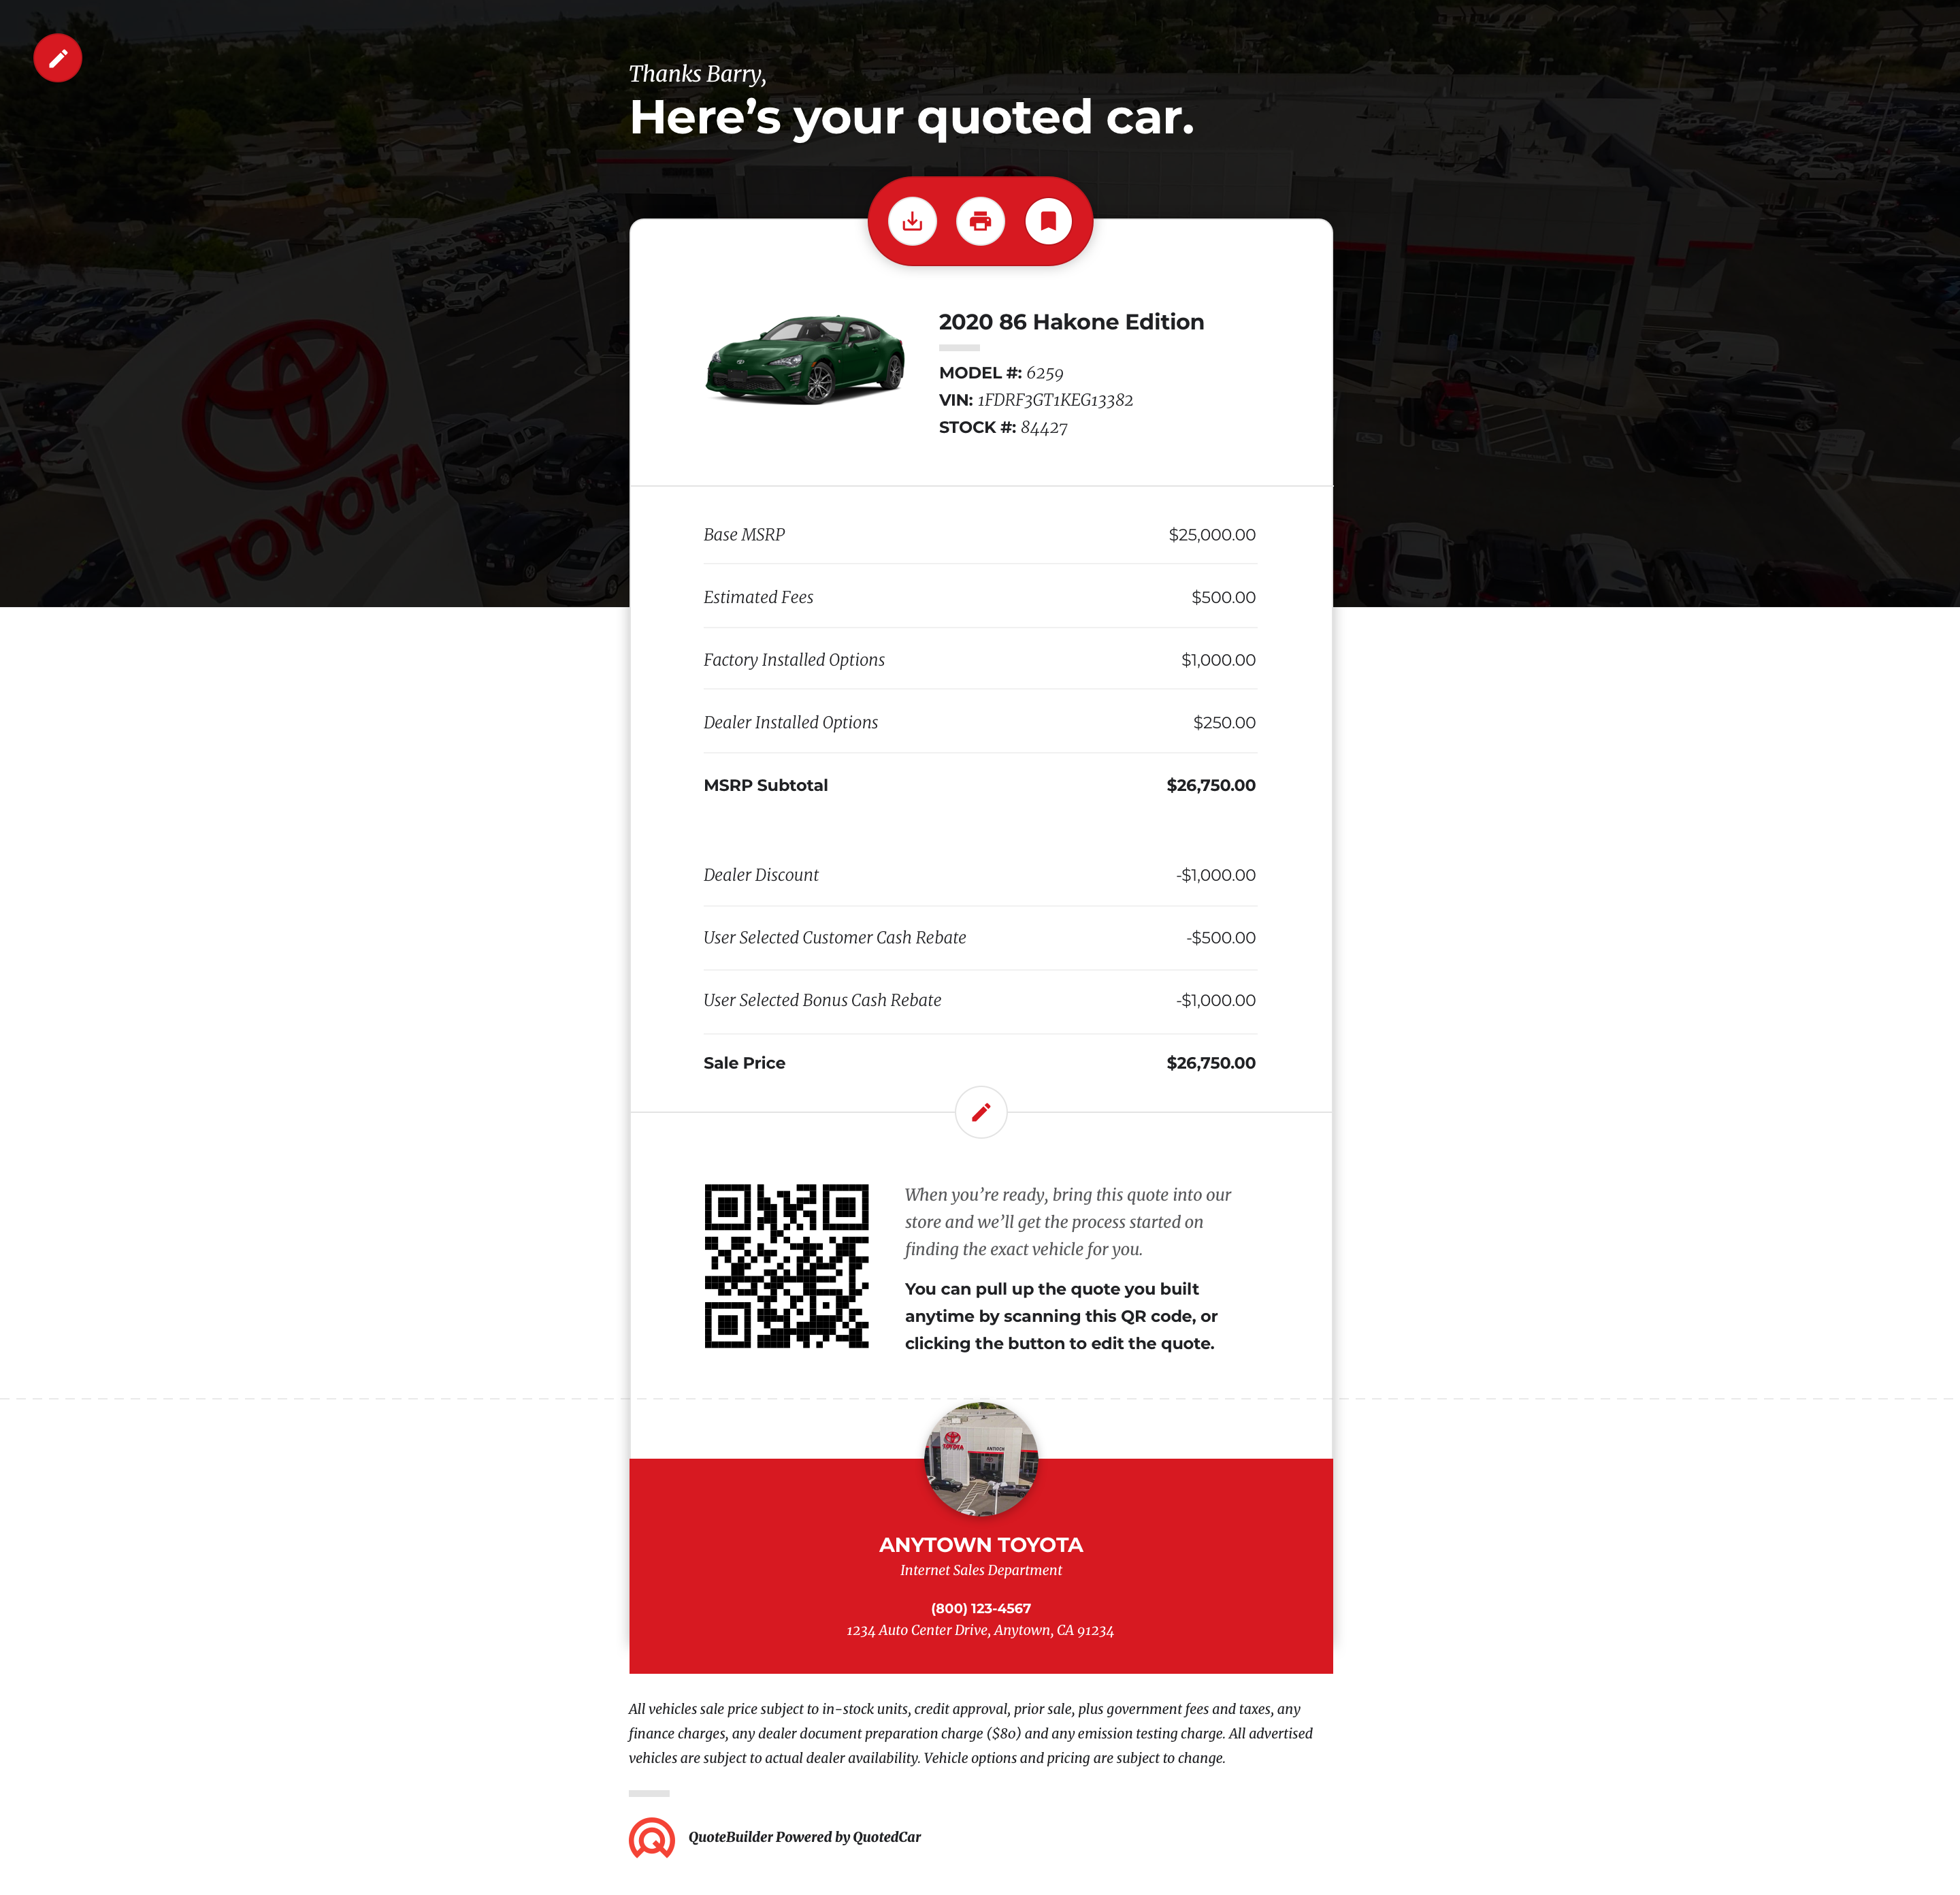 Thanks Barry,
Here’s your quoted car.
TOYOTA
2020 86 Hakone Edition
MODEL #: 6259
VIN: 1FDRF3GT1KEG13382
STOCK #: 84427
Base MSRP $25,000.00
Estimated Fees $500.00
Factory Installed Options $1,000.00
Dealer Installed Options $250.00
MSRP Subtotal $26,750.00
Dealer Discount -$1,000.00
User Selected Customer Cash Rebate -$500.00
User Selected Bonus Cash Rebate -$1,000.00
Sale Price $26,750.00
When you’re ready, bring this quote into our
store and we’ll get the process started on
finding the exact vehicle for you.
You can pull up the quote you built
anytime by scanning this QR code, or
clicking the button to edit the quote.
TOYOTA
ANTIOCH
ANYTOWN TOYOTA
Internet Sales Department
(800) 123-4567
1234 Auto Center Drive, Anytown, CA 91234
All vehicles sale price subject to in-stock units, credit approval, prior sale, plus government fees and taxes, any
finance charges, any dealer document preparation charge ($80) and any emission testing charge. All advertised
vehicles are subject to actual dealer availability. Vehicle options and pricing are subject to change.
QuoteBuilder Powered by QuotedCar